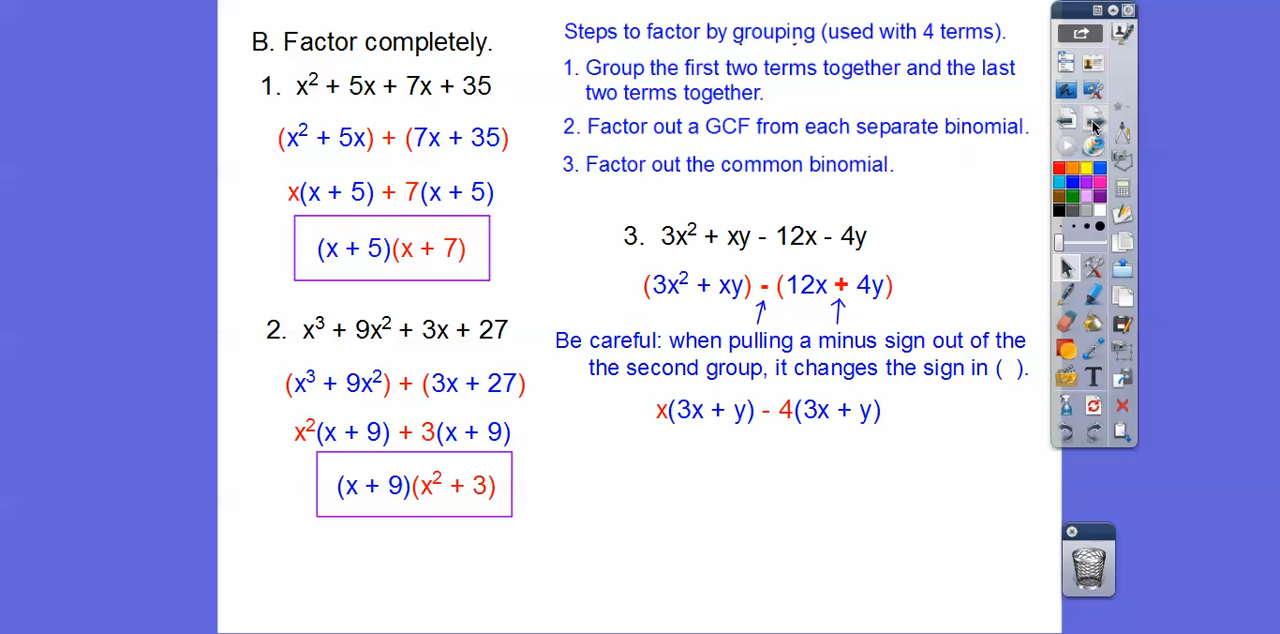 B. Factor completely.
1. x² + 5x + 7x + 35
(x² + 5x) + (7x + 35)
x(x + 5) + 7(x + 5)
(x + 5)(x + 7)
2. x³ + 9x² + 3x + 27
(x³ + 9x²) + (3x + 27)
x²(x + 9) + 3(x + 9)
(x + 9)(x² + 3)
Steps to factor by grouping (used with 4 terms).
1. Group the first two terms together and the last
two terms together.
2. Factor out a GCF from each separate binomial.
3. Factor out the common binomial.
3. 3x² + xy - 12x - 4y
(3x² + xy) - (12x + 4y)
Be careful: when pulling a minus sign out of the
the second group, it changes the sign in ( ).
x(3x + y) - 4(3x + y)